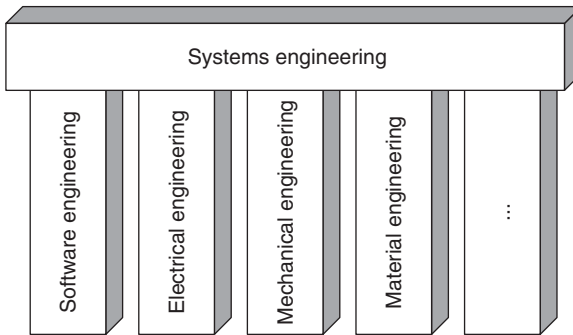 Systems engineering
Software engineering
Electrical engineering
Mechanical engineering
Material engineering
...